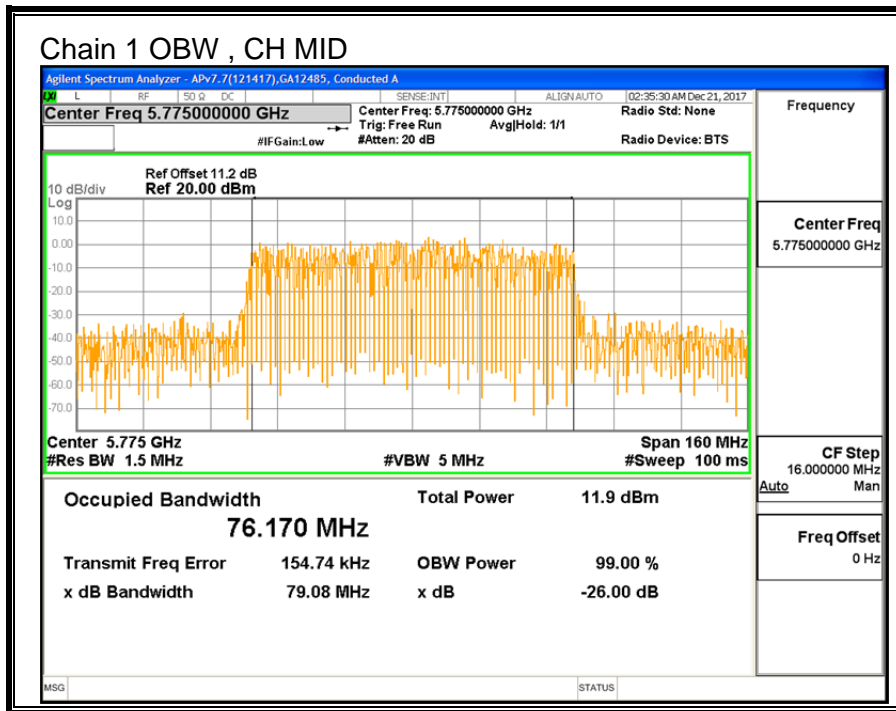 Chain 1 OBW , CH MID
Agilent Spectrum Analyzer - APv7.7(121417),GA12485, Conducted A
LXI L RF 50 Ω DC SENSE:INT ALIGN AUTO 02:35:30 AM Dec 21, 2017
Center Freq 5.775000000 GHz
Center Freq: 5.775000000 GHz
Radio Std: None
Trig: Free Run Avg|Hold: 1/1
#IFGain:Low
#Atten: 20 dB
Radio Device: BTS
Ref Offset 11.2 dB
10 dB/div Ref 20.00 dBm
Log
10.0
0.00
-10.0
-20.0
-30.0
-40.0
-50.0
-60.0
-70.0
Center 5.775 GHz Span 160 MHz
#Res BW 1.5 MHz #VBW 5 MHz #Sweep 100 ms
Occupied Bandwidth Total Power 11.9 dBm
76.170 MHz
Transmit Freq Error 154.74 kHz OBW Power 99.00 %
x dB Bandwidth 79.08 MHz x dB -26.00 dB
MSG STATUS
Frequency
Center Freq
5.775000000 GHz
CF Step
16.000000 MHz
Auto Man
Freq Offset
0 Hz